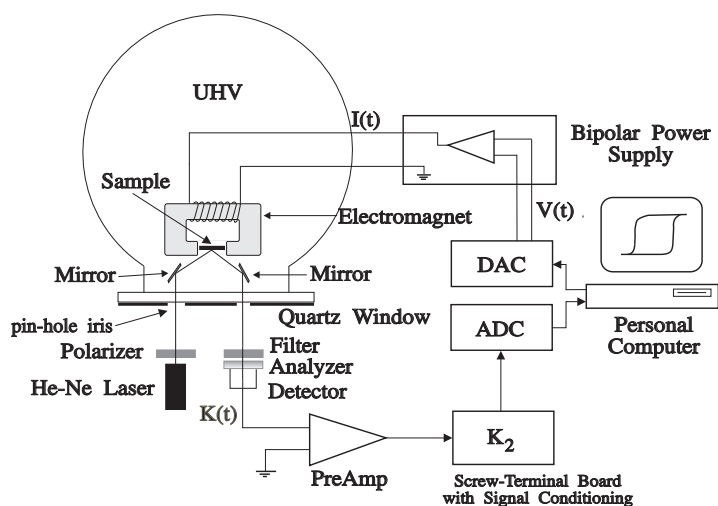 UHV
I(t)
Bipolar Power
Supply
Sample
Electromagnet
V(t)
Mirror
Mirror
DAC
pin-hole iris
Quartz Window
ADC
Personal
Computer
Polarizer
Filter
Analyzer
He-Ne Laser
Detector
K(t)
K2
PreAmp
Screw-Terminal Board
with Signal Conditioning